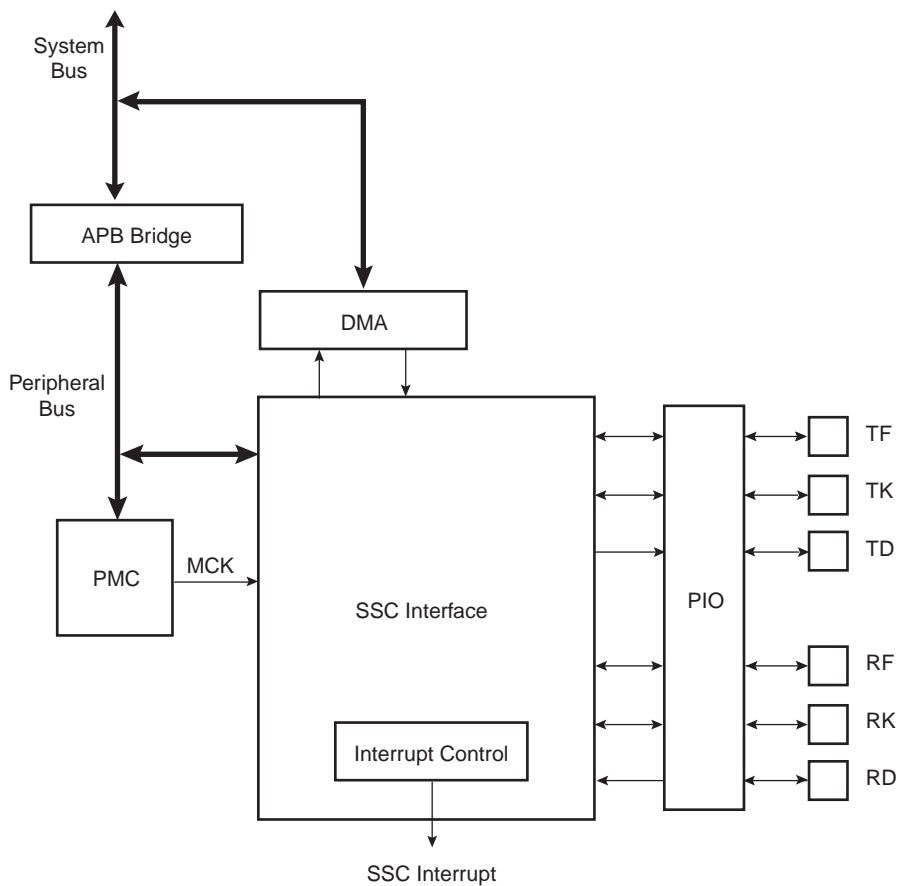 System
Bus
APB Bridge
DMA
Peripheral
Bus
PMC
MCK
SSC Interface
Interrupt Control
SSC Interrupt
PIO
TF
TK
TD
RF
RK
RD